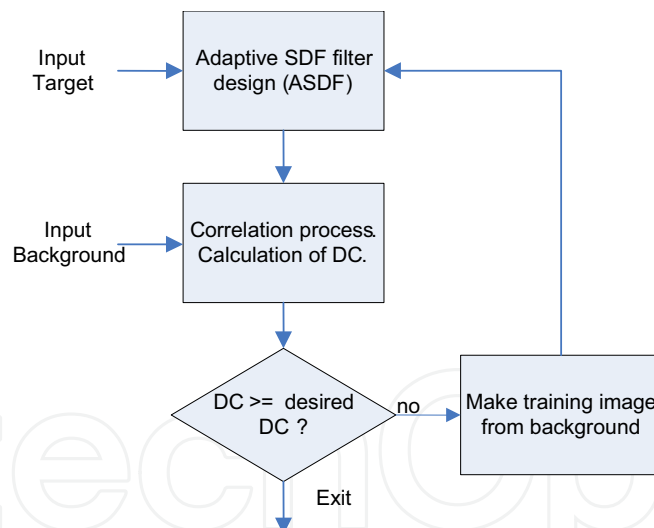 Input
Target
Adaptive SDF filter
design (ASDF)
Input
Background
Correlation process.
Calculation of DC.
DC >= desired
DC ?
no
Make training image
from background
Exit